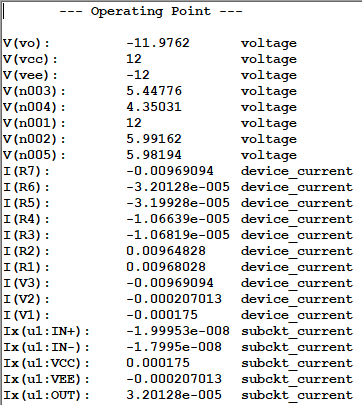 --- Operating Point ---
V(vo): -11.9762 voltage
V(vcc): 12 voltage
V(vee): -12 voltage
V(n003): 5.44776 voltage
V(n004): 4.35031 voltage
V(n001): 12 voltage
V(n002): 5.99162 voltage
V(n005): 5.98194 voltage
I(R7): -0.00969094 device_current
I(R6): -3.20128e-005 device_current
I(R5): -3.19928e-005 device_current
I(R4): -1.06639e-005 device_current
I(R3): -1.06819e-005 device_current
I(R2): 0.00964828 device_current
I(R1): 0.00968028 device_current
I(V3): -0.00969094 device_current
I(V2): -0.000207013 device_current
I(V1): -0.000175 device_current
Ix(u1:IN+): -1.99953e-008 subckt_current
Ix(u1:IN-): -1.7995e-008 subckt_current
Ix(u1:VCC): 0.000175 subckt_current
Ix(u1:VEE): -0.000207013 subckt_current
Ix(u1:OUT): 3.20128e-005 subckt_current